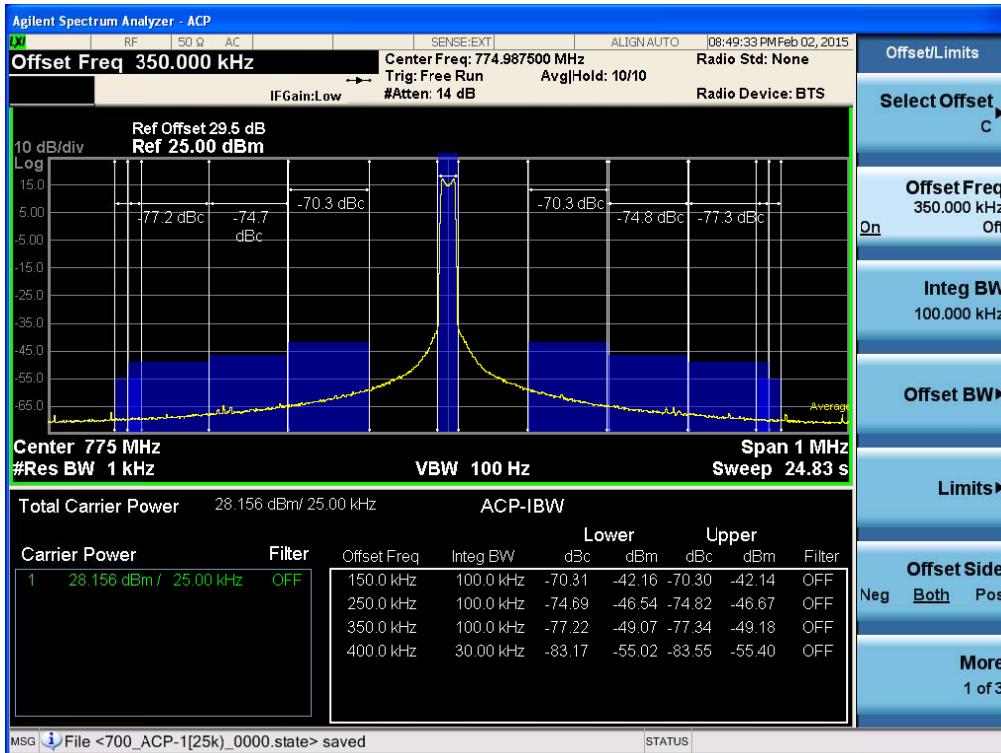 Agilent Spectrum Analyzer - ACP
LXI RF 50 Ω AC SENSE:EXT ALIGN AUTO 08:49:33 PM Feb 02, 2015
Offset Freq 350.000 kHz
Center Freq: 774.987500 MHz
Radio Std: None
Trig: Free Run Avg|Hold: 10/10
IFGain:Low #Atten: 14 dB Radio Device: BTS
Ref Offset 29.5 dB
10 dB/div Ref 25.00 dBm
Log
15.0
5.00
-5.00
-15.0
-25.0
-35.0
-45.0
-55.0
-65.0
-77.2 dBc
-74.7 dBc
-70.3 dBc
-70.3 dBc
-74.8 dBc
-77.3 dBc
Average
Center 775 MHz Span 1 MHz
#Res BW 1 kHz VBW 100 Hz Sweep 24.83 s
Total Carrier Power 28.156 dBm/ 25.00 kHz ACP-IBW
Lower Upper
Carrier Power Filter Offset Freq Integ BW dBc dBm dBc dBm Filter
1 28.156 dBm / 25.00 kHz OFF
150.0 kHz 100.0 kHz -70.31 -42.16 -70.30 -42.14 OFF
250.0 kHz 100.0 kHz -74.69 -46.54 -74.82 -46.67 OFF
350.0 kHz 100.0 kHz -77.22 -49.07 -77.34 -49.18 OFF
400.0 kHz 30.00 kHz -83.17 -55.02 -83.55 -55.40 OFF
MSG File <700_ACP-1[25k)_0000.state> saved STATUS
Offset/Limits
Select Offset
C
Offset Freq
350.000 kHz
On Off
Integ BW
100.000 kHz
Offset BW
Limits
Offset Side
Neg Both Pos
More
1 of 3